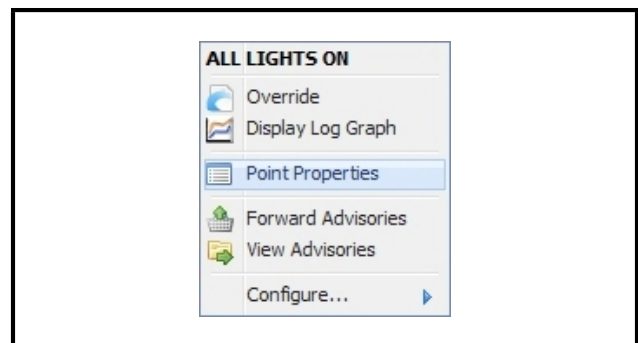 ALL LIGHTS ON
Override
Display Log Graph
Point Properties
Forward Advisories
View Advisories
Configure...